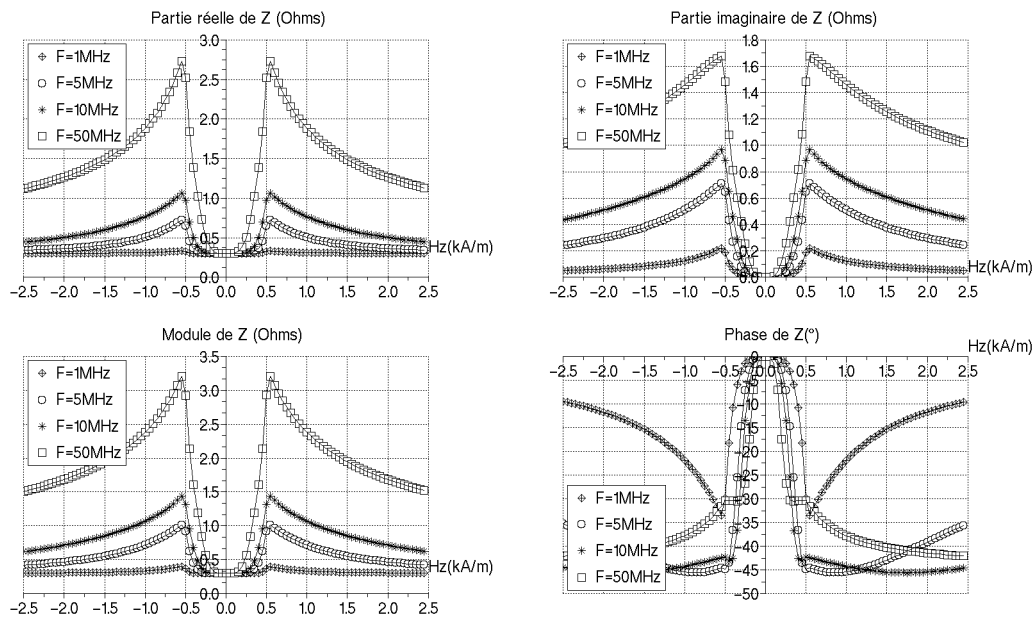 Partie réelle de Z (Ohms)
3.0
2.5
2.0
1.5
1.0
0.5
0.0
F=1MHz
F=5MHz
F=10MHz
F=50MHz
Hz(kA/m)
−2.5 −2.0 −1.5 −1.0 −0.5 0.0 0.5 1.0 1.5 2.0 2.5
Partie imaginaire de Z (Ohms)
1.8
1.6
1.4
1.2
1.0
0.8
0.6
0.4
0.2
0.0
F=1MHz
F=5MHz
F=10MHz
F=50MHz
Hz(kA/m)
−2.5 −2.0 −1.5 −1.0 −0.5 0.0 0.5 1.0 1.5 2.0 2.5
Module de Z (Ohms)
3.5
3.0
2.5
2.0
1.5
1.0
0.5
0.0
F=1MHz
F=5MHz
F=10MHz
F=50MHz
Hz(kA/m)
−2.5 −2.0 −1.5 −1.0 −0.5 0.0 0.5 1.0 1.5 2.0 2.5
Phase de Z(°)
Hz(kA/m)
−2.5 −2.0 −1.5 −1.0 −0.5 0.0 0.5 1.0 1.5 2.0 2.5
0
−5
−10
−15
−20
−25
−30
−35
−40
−45
−50
F=1MHz
F=5MHz
F=10MHz
F=50MHz